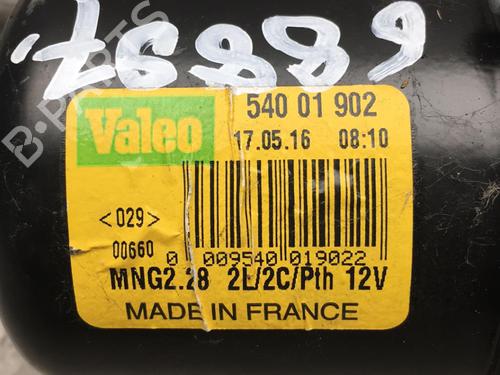 Valeo
540 01 902
17.05.16 08:10
<029>
00660
0 009540 019022
MNG2.28 2L/2C/Pth 12V
MADE IN FRANCE